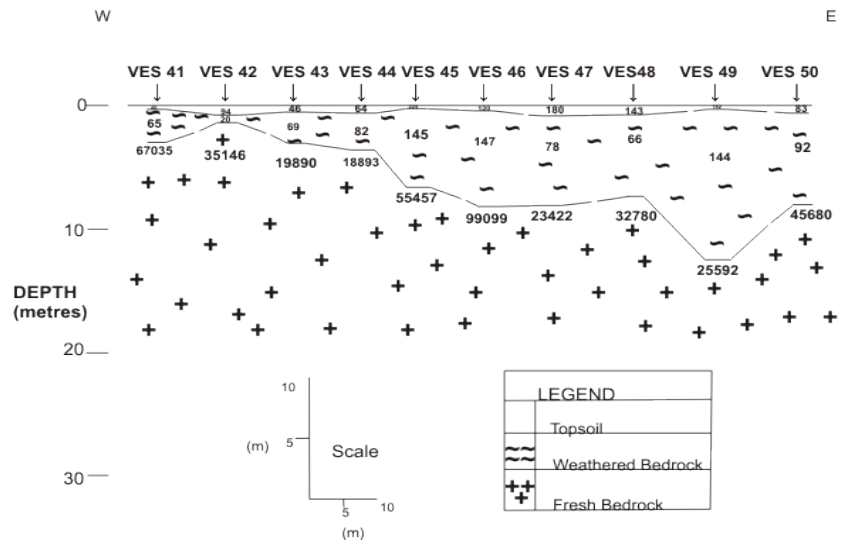 W E
VES 41 VES 42 VES 43 VES 44 VES 45 VES 46 VES 47 VES48 VES 49 VES 50
0
94 46 64 180 143 83
65 20 69 82 145 147 78 66 144 92
67035 35146 19890 18893 55457 99099 23422 32780 25592 45680
10
DEPTH
(metres)
20
30
10
(m) 5
Scale
5 10
(m)
LEGEND
Topsoil
Weathered Bedrock
Fresh Bedrock